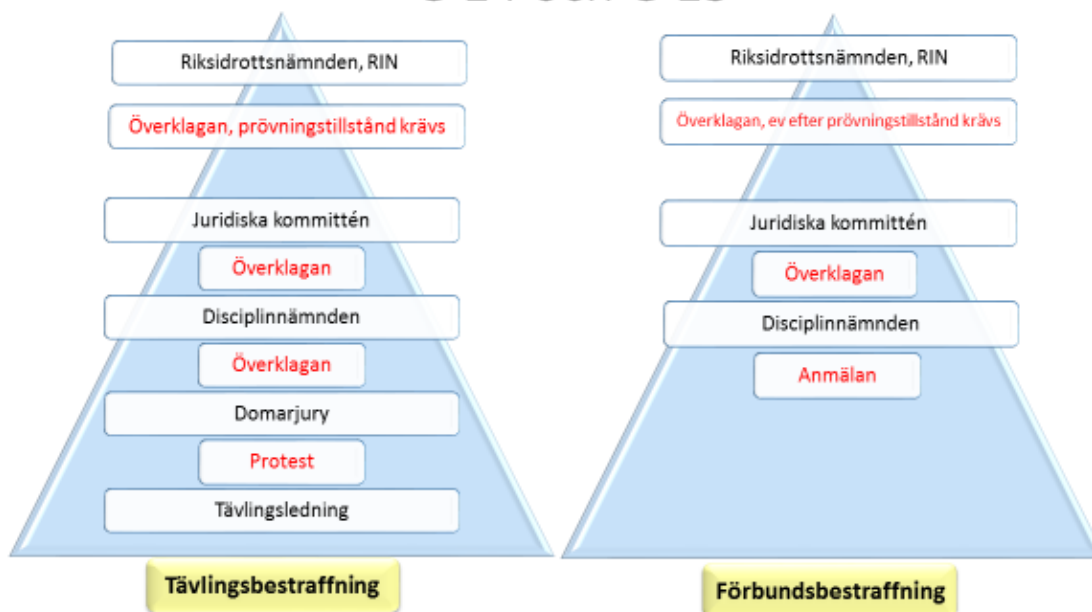 Riksidrottsnämnden, RIN
Överklagan, prövningstillstånd krävs
Juridiska kommittén
Överklagan
Disciplinnämnden
Överklagan
Domarjury
Protest
Tävlingsledning
Tävlingsbestraffning
Riksidrottsnämnden, RIN
Överklagan, ev efter prövningstillstånd krävs
Juridiska kommittén
Överklagan
Disciplinnämnden
Anmälan
Förbundsbestraffning